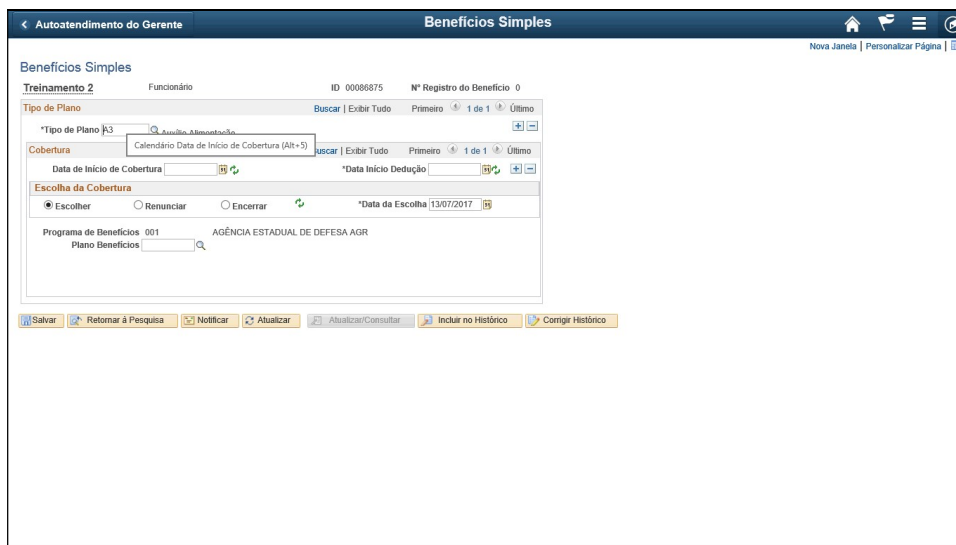 Autoatendimento do Gerente Benefícios Simples
Nova Janela | Personalizar Página |
Benefícios Simples
Treinamento 2 Funcionário ID 00086875 Nº Registro do Benefício 0
Tipo de Plano Buscar | Exibir Tudo Primeiro 1 de 1 Último
*Tipo de Plano A3 Auxílio Alimentação
Calendário Data de Início de Cobertura (Alt+5)
Cobertura Buscar | Exibir Tudo Primeiro 1 de 1 Último
Data de Início de Cobertura *Data Início Dedução
Escolha da Cobertura
Escolher Renunciar Encerrar *Data da Escolha 13/07/2017
Programa de Benefícios 001 AGÊNCIA ESTADUAL DE DEFESA AGR
Plano Benefícios
Salvar Retornar à Pesquisa Notificar Atualizar Atualizar/Consultar Incluir no Histórico Corrigir Histórico